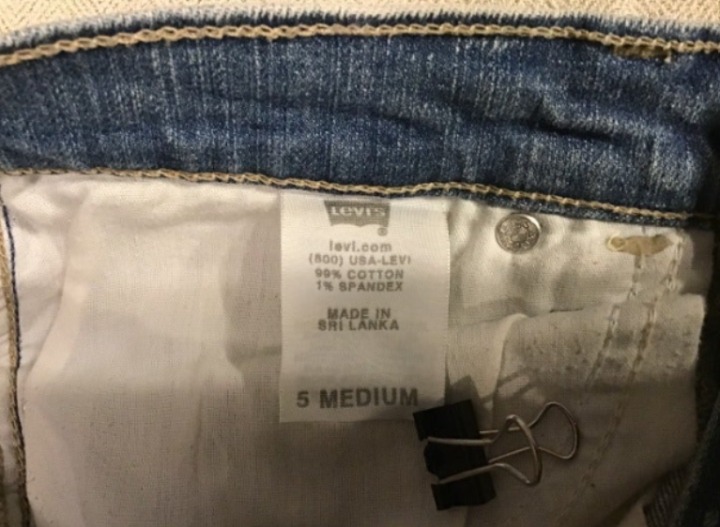 LEVI'S
®
levi.com
(800) USA-LEVI
99% COTTON
1% SPANDEX
MADE IN
SRI LANKA
5 MEDIUM